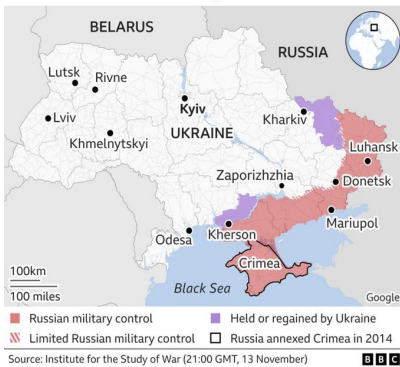 BELARUS
RUSSIA
Lutsk
Rivne
Kyiv
Lviv
Kharkiv
UKRAINE
Khmelnytskyi
Luhansk
Zaporizhzhia
Donetsk
Mariupol
Odesa
Kherson
Crimea
100km
100 miles
Black Sea
Google
Russian military control
Held or regained by Ukraine
Limited Russian military control
Russia annexed Crimea in 2014
Source: Institute for the Study of War (21:00 GMT, 13 November)
BBC